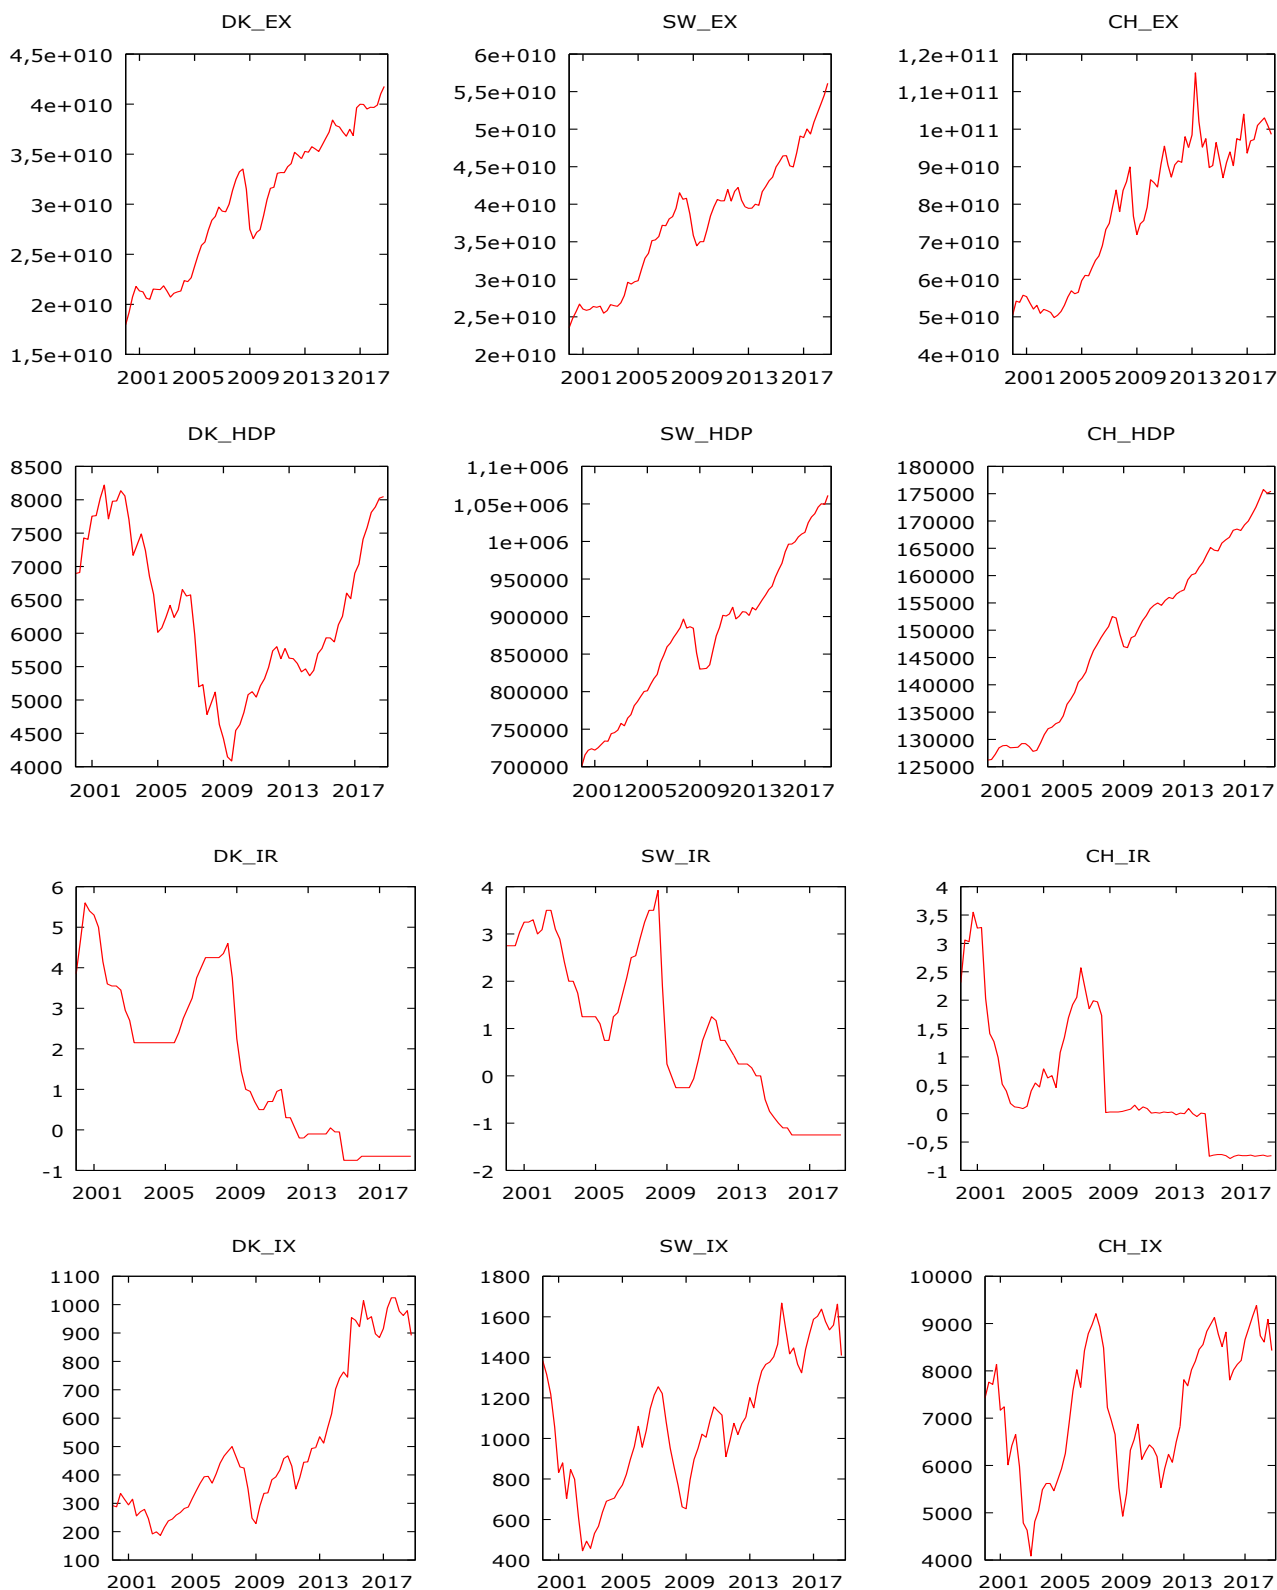 DK_EX SW_EX CH_EX
4,5e+010 6e+010 1,2e+011
4e+010 5,5e+010 1,1e+011
3,5e+010 5e+010 1e+011
3e+010 4,5e+010 9e+010
2,5e+010 4e+010 8e+010
2e+010 3,5e+010 7e+010
1,5e+010 3e+010 6e+010
2,5e+010 5e+010
2e+010 4e+010
2001 2005 2009 2013 2017 2001 2005 2009 2013 2017 2001 2005 2009 2013 2017
DK_HDP SW_HDP CH_HDP
8500 1,1e+006 180000
8000 1,05e+006 175000
7500 1e+006 170000
7000 950000 165000
6500 900000 160000
6000 850000 155000
5500 800000 150000
5000 750000 145000
4500 700000 140000
4000 135000
130000
125000
2001 2005 2009 2013 2017 2001 2005 2009 2013 2017 2001 2005 2009 2013 2017
DK_IR SW_IR CH_IR
6 4 4
5 3 3,5
4 2 3
3 1 2,5
2 0 2
1 -1 1,5
0 -2 1
-1 0,5
0
-0,5
-1
2001 2005 2009 2013 2017 2001 2005 2009 2013 2017 2001 2005 2009 2013 2017
DK_IX SW_IX CH_IX
1100 1800 10000
1000 1600 9000
900 1400 8000
800 1200 7000
700 1000 6000
600 800 5000
500 600 4000
400 400
300
200
100
2001 2005 2009 2013 2017 2001 2005 2009 2013 2017 2001 2005 2009 2013 2017